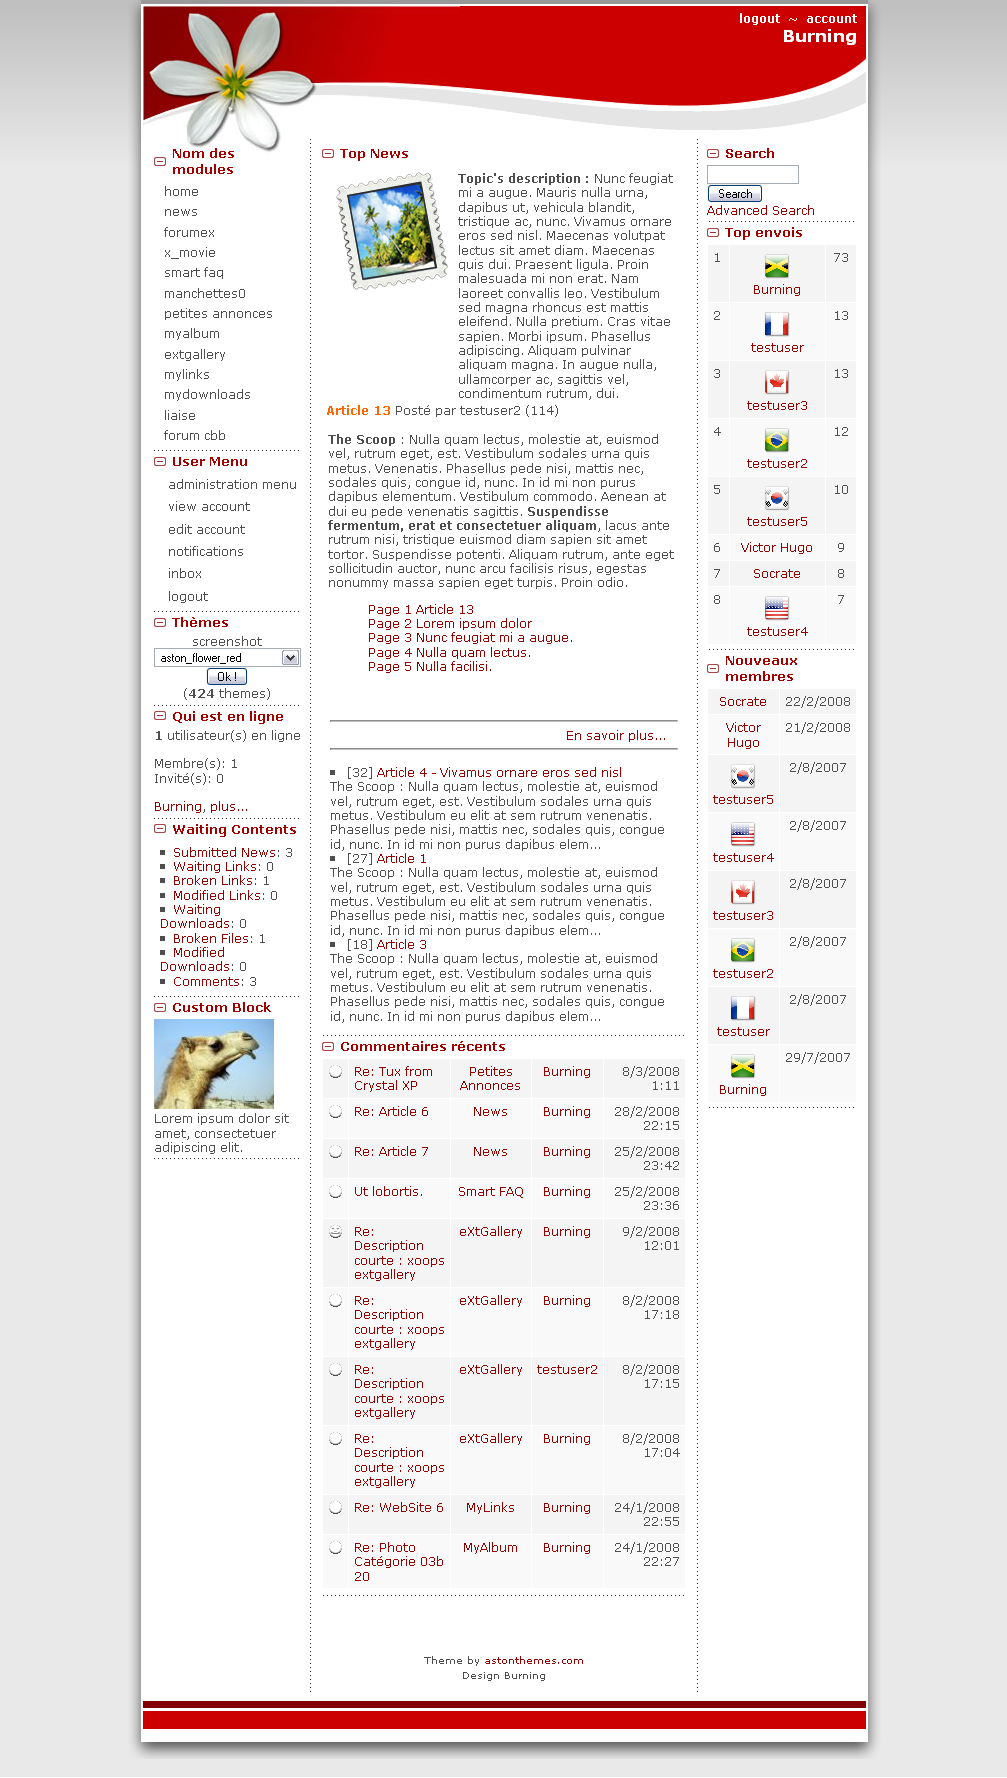 logout ~ account
Burning
Nom des
modules
home
news
forumex
x_movie
smart faq
manchettes0
petites annonces
myalbum
extgallery
mylinks
mydownloads
liaise
forum cbb
User Menu
administration menu
view account
edit account
notifications
inbox
logout
Thèmes
screenshot
aston_flower_red
Ok !
(424 themes)
Qui est en ligne
1 utilisateur(s) en ligne
Membre(s): 1
Invité(s): 0
Burning, plus...
Waiting Contents
Submitted News: 3
Waiting Links: 0
Broken Links: 1
Modified Links: 0
Waiting
Downloads: 0
Broken Files: 1
Modified
Downloads: 0
Comments: 3
Custom Block
Lorem ipsum dolor sit
amet, consectetuer
adipiscing elit.
Top News
Topic's description : Nunc feugiat
mi a augue. Mauris nulla urna,
dapibus ut, vehicula blandit,
tristique ac, nunc. Vivamus ornare
eros sed nisl. Maecenas volutpat
lectus sit amet diam. Maecenas
quis dui. Praesent ligula. Proin
malesuada mi non erat. Nam
laoreet convallis leo. Vestibulum
sed magna rhoncus est mattis
eleifend. Nulla pretium. Cras vitae
sapien. Morbi ipsum. Phasellus
adipiscing. Aliquam pulvinar
aliquam magna. In augue nulla,
ullamcorper ac, sagittis vel,
condimentum rutrum, dui.
Article 13 Posté par testuser2 (114)
The Scoop : Nulla quam lectus, molestie at, euismod
vel, rutrum eget, est. Vestibulum sodales urna quis
metus. Venenatis. Phasellus pede nisi, mattis nec,
sodales quis, congue id, nunc. In id mi non purus
dapibus elementum. Vestibulum commodo. Aenean at
dui eu pede venenatis sagittis. Suspendisse
fermentum, erat et consectetuer aliquam, lacus ante
rutrum nisi, tristique euismod diam sapien sit amet
tortor. Suspendisse potenti. Aliquam rutrum, ante eget
sollicitudin auctor, nunc arcu facilisis risus, egestas
nonummy massa sapien eget turpis. Proin odio.
Page 1 Article 13
Page 2 Lorem ipsum dolor
Page 3 Nunc feugiat mi a augue.
Page 4 Nulla quam lectus.
Page 5 Nulla facilisi.
En savoir plus...
[32] Article 4 - Vivamus ornare eros sed nisl
The Scoop : Nulla quam lectus, molestie at, euismod
vel, rutrum eget, est. Vestibulum sodales urna quis
metus. Vestibulum eu elit at sem rutrum venenatis.
Phasellus pede nisi, mattis nec, sodales quis, congue
id, nunc. In id mi non purus dapibus elem...
[27] Article 1
The Scoop : Nulla quam lectus, molestie at, euismod
vel, rutrum eget, est. Vestibulum sodales urna quis
metus. Vestibulum eu elit at sem rutrum venenatis.
Phasellus pede nisi, mattis nec, sodales quis, congue
id, nunc. In id mi non purus dapibus elem...
[18] Article 3
The Scoop : Nulla quam lectus, molestie at, euismod
vel, rutrum eget, est. Vestibulum sodales urna quis
metus. Vestibulum eu elit at sem rutrum venenatis.
Phasellus pede nisi, mattis nec, sodales quis, congue
id, nunc. In id mi non purus dapibus elem...
Commentaires récents
Re: Tux from Petites Burning 8/3/2008
Crystal XP Annonces 1:11
Re: Article 6 News Burning 28/2/2008
22:15
Re: Article 7 News Burning 25/2/2008
23:42
Ut lobortis. Smart FAQ Burning 25/2/2008
23:36
Re: eXtGallery Burning 9/2/2008
Description 12:01
courte : xoops
extgallery
Re: eXtGallery Burning 8/2/2008
Description 17:18
courte : xoops
extgallery
Re: eXtGallery testuser2 8/2/2008
Description 17:15
courte : xoops
extgallery
Re: eXtGallery Burning 8/2/2008
Description 17:04
courte : xoops
extgallery
Re: WebSite 6 MyLinks Burning 24/1/2008
22:55
Re: Photo MyAlbum Burning 24/1/2008
Catégorie 03b 22:27
20
Search
Search
Advanced Search
Top envois
1 73
Burning
2 13
testuser
3 13
testuser3
4 12
testuser2
5 10
testuser5
6 Victor Hugo 9
7 Socrate 8
8 7
testuser4
Nouveaux
membres
Socrate 22/2/2008
Victor 21/2/2008
Hugo
2/8/2007
testuser5
2/8/2007
testuser4
2/8/2007
testuser3
2/8/2007
testuser2
2/8/2007
testuser
29/7/2007
Burning
Theme by astonthemes.com
Design Burning